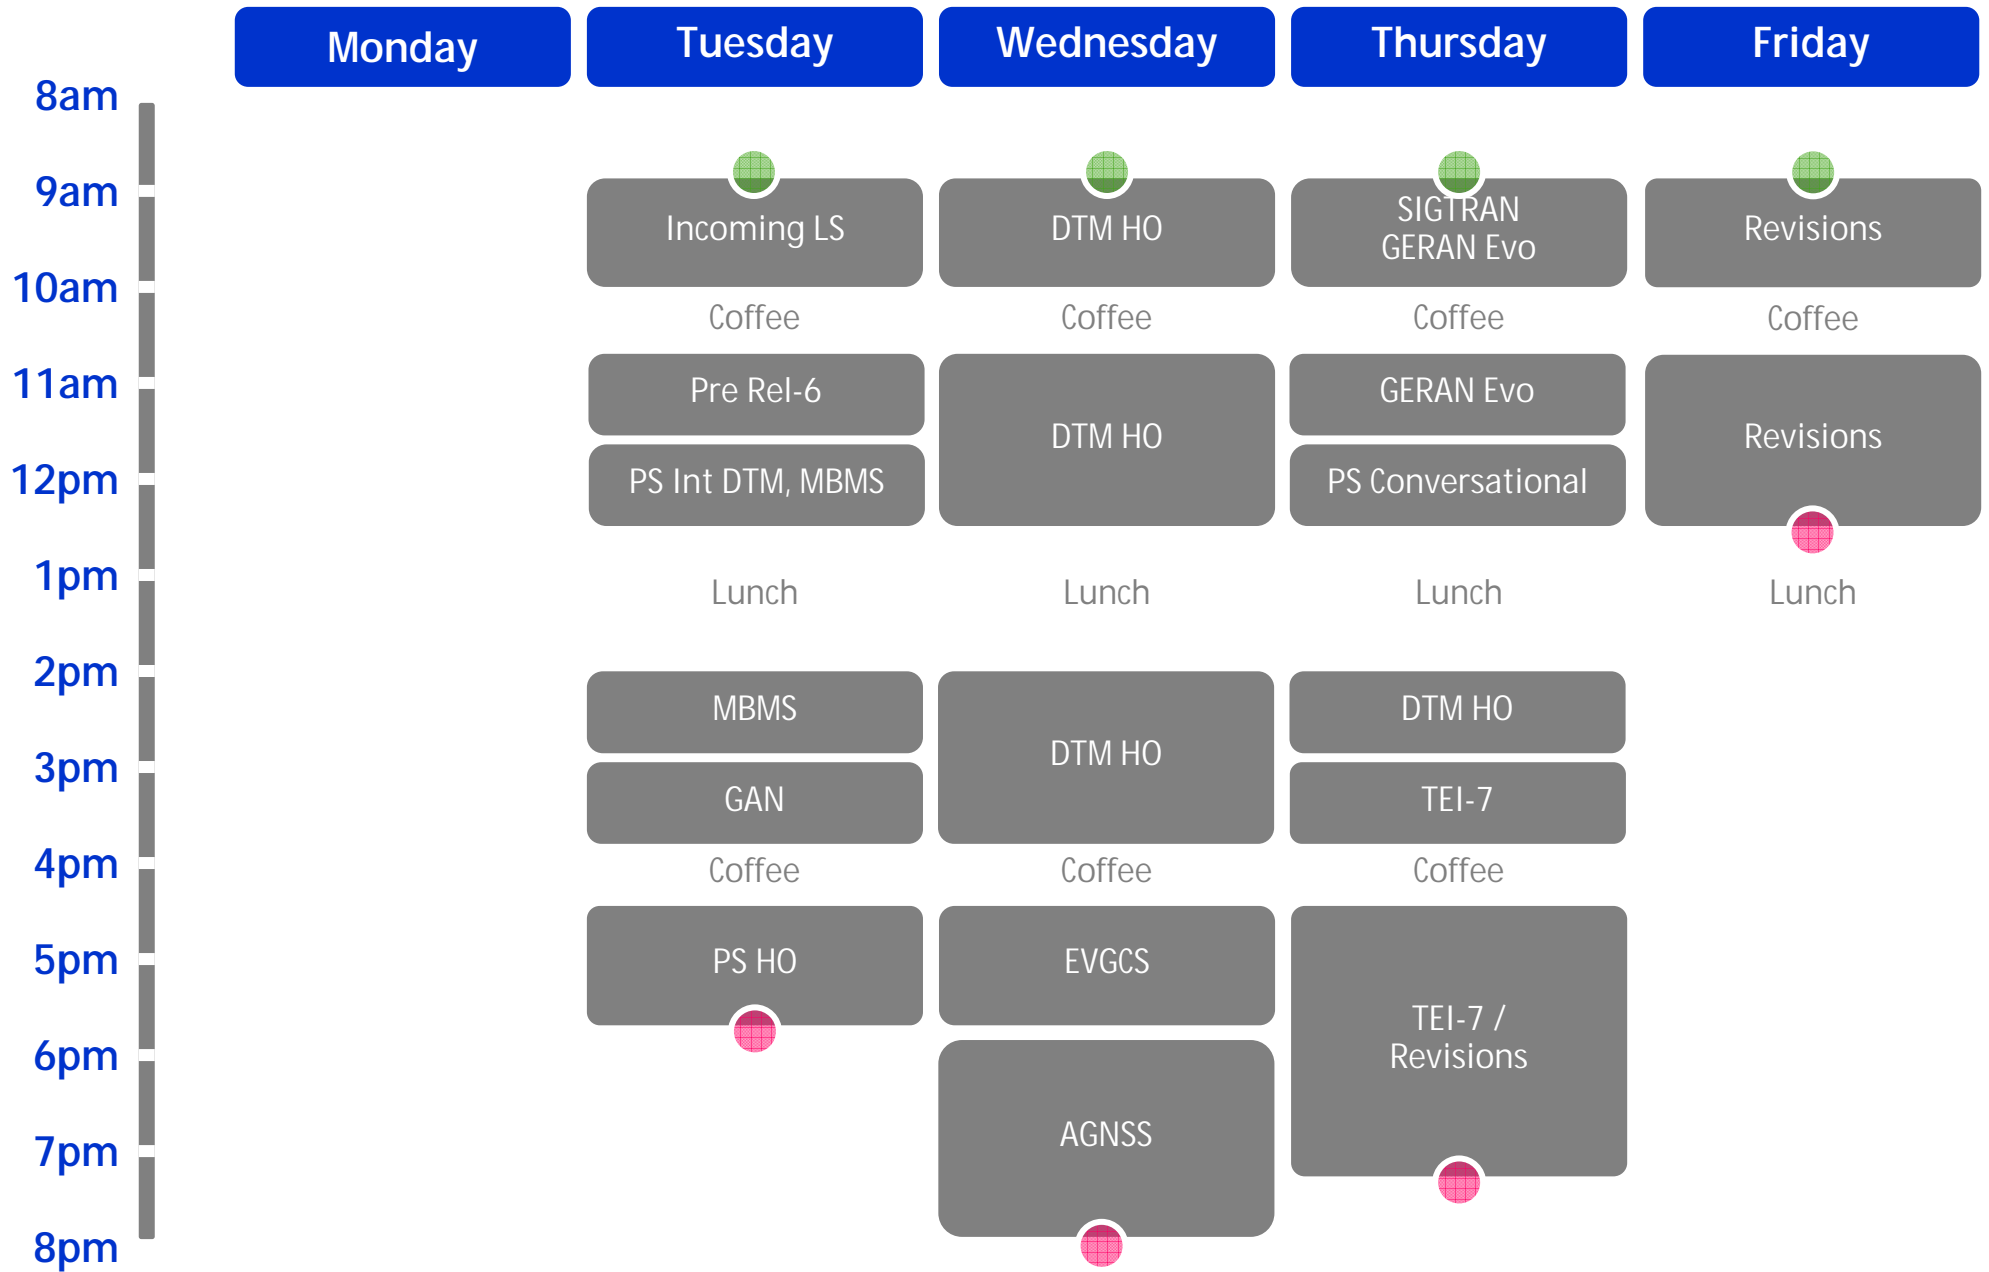 Monday
Tuesday
Wednesday
Thursday
Friday
8am
9am
Incoming LS
DTM HO
SIGTRAN
GERAN Evo
Revisions
10am
Coffee
Coffee
Coffee
Coffee
11am
Pre Rel-6
DTM HO
GERAN Evo
Revisions
12pm
PS Int DTM, MBMS
PS Conversational
1pm
Lunch
Lunch
Lunch
Lunch
2pm
MBMS
DTM HO
DTM HO
3pm
GAN
TEI-7
4pm
Coffee
Coffee
Coffee
5pm
PS HO
EVGCS
TEI-7 /
Revisions
6pm
AGNSS
7pm
8pm